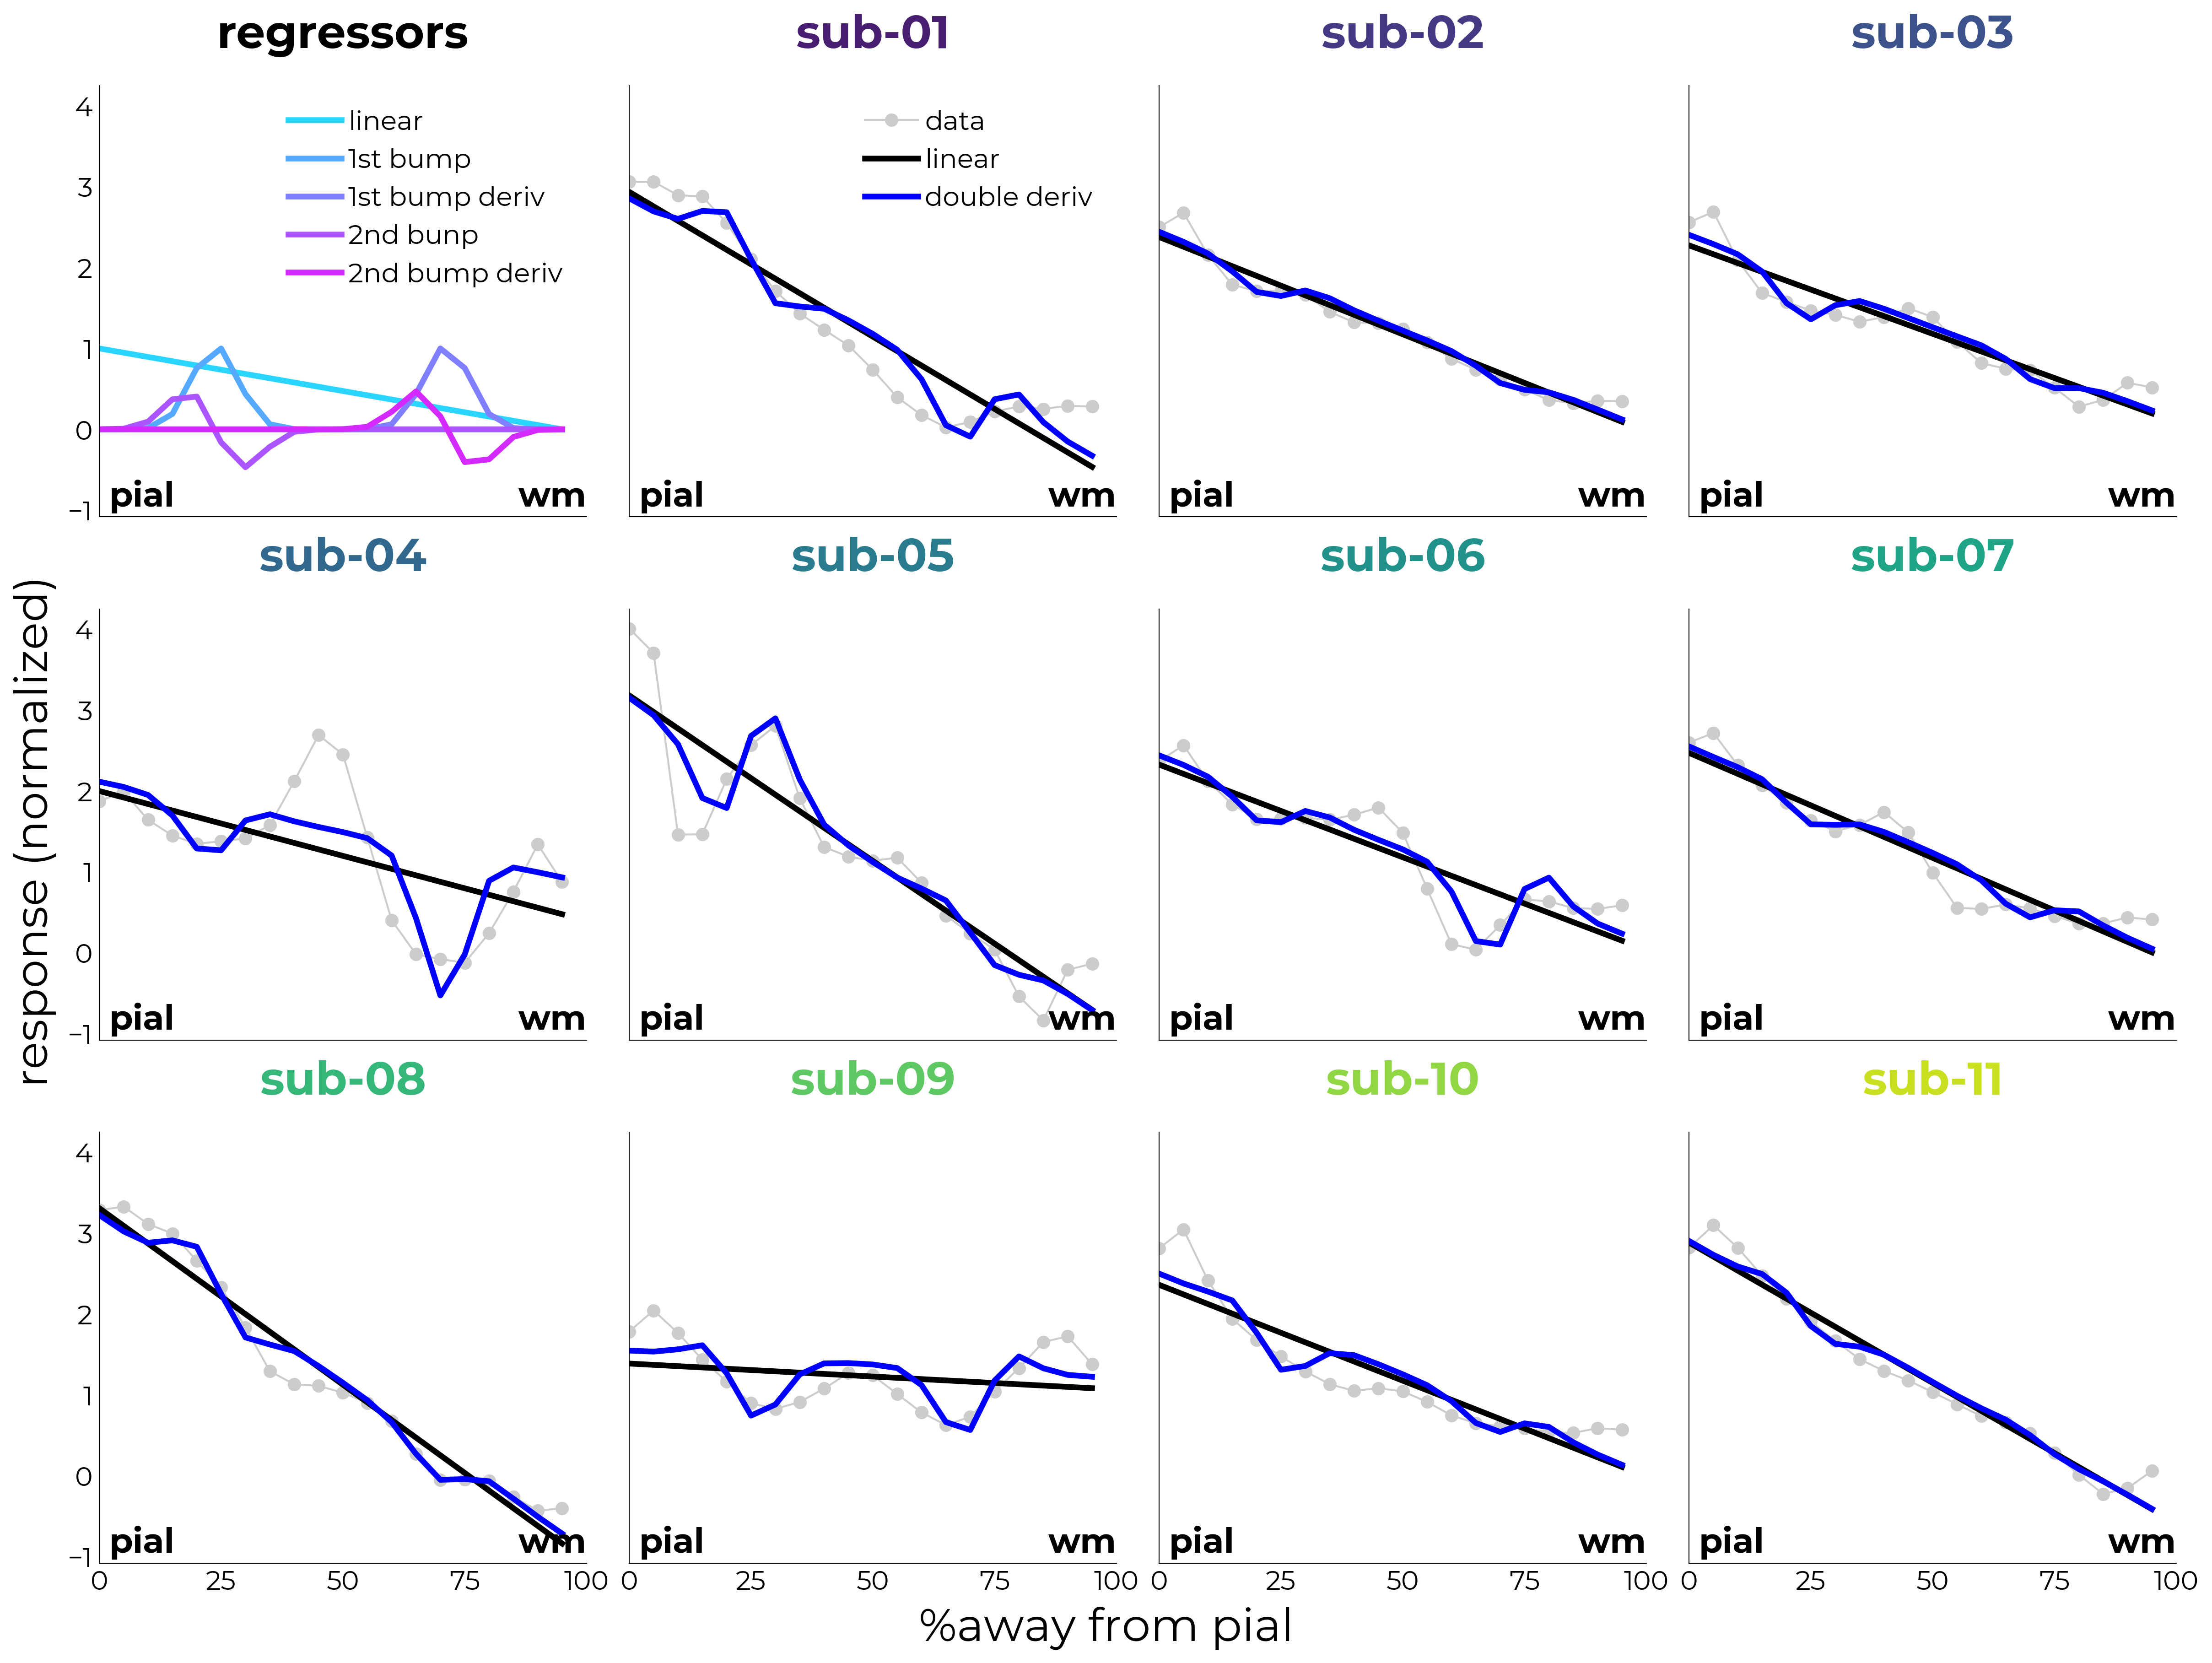 regressors
sub-01
sub-02
sub-03
4
3
2
1
0
−1
linear
1st bump
1st bump deriv
2nd bunp
2nd bump deriv
data
linear
double deriv
pial
wm
pial
wm
pial
wm
pial
wm
sub-04
sub-05
sub-06
sub-07
response (normalized)
4
3
2
1
0
−1
pial
wm
pial
wm
pial
wm
pial
wm
sub-08
sub-09
sub-10
sub-11
4
3
2
1
0
−1
pial
wm
pial
wm
pial
wm
pial
wm
0 25 50 75 100
0 25 50 75 100
0 25 50 75 100
0 25 50 75 100
%away from pial